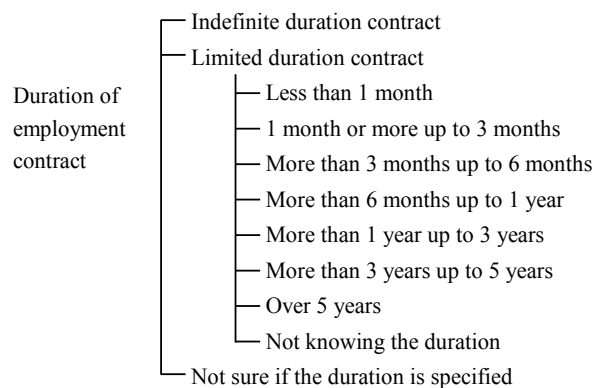 Duration of
employment
contract
Indefinite duration contract
Limited duration contract
Less than 1 month
1 month or more up to 3 months
More than 3 months up to 6 months
More than 6 months up to 1 year
More than 1 year up to 3 years
More than 3 years up to 5 years
Over 5 years
Not knowing the duration
Not sure if the duration is specified